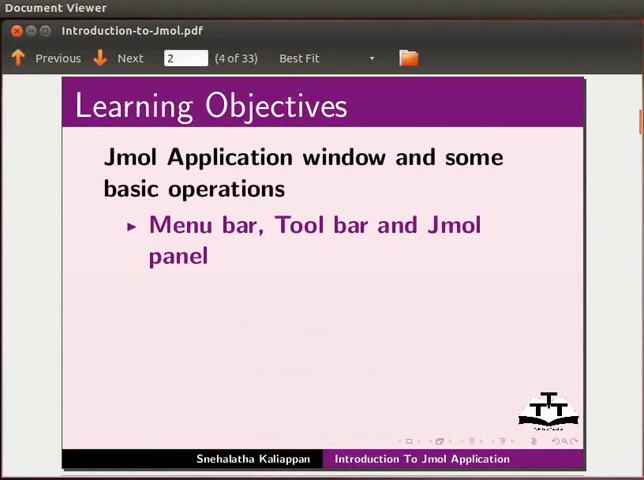 Document Viewer
Introduction-to-Jmol.pdf
Previous Next 2 (4 of 33) Best Fit
Learning Objectives
Jmol Application window and some
basic operations
Menu bar, Tool bar and Jmol
panel
Snehalatha Kaliappan Introduction To Jmol Application